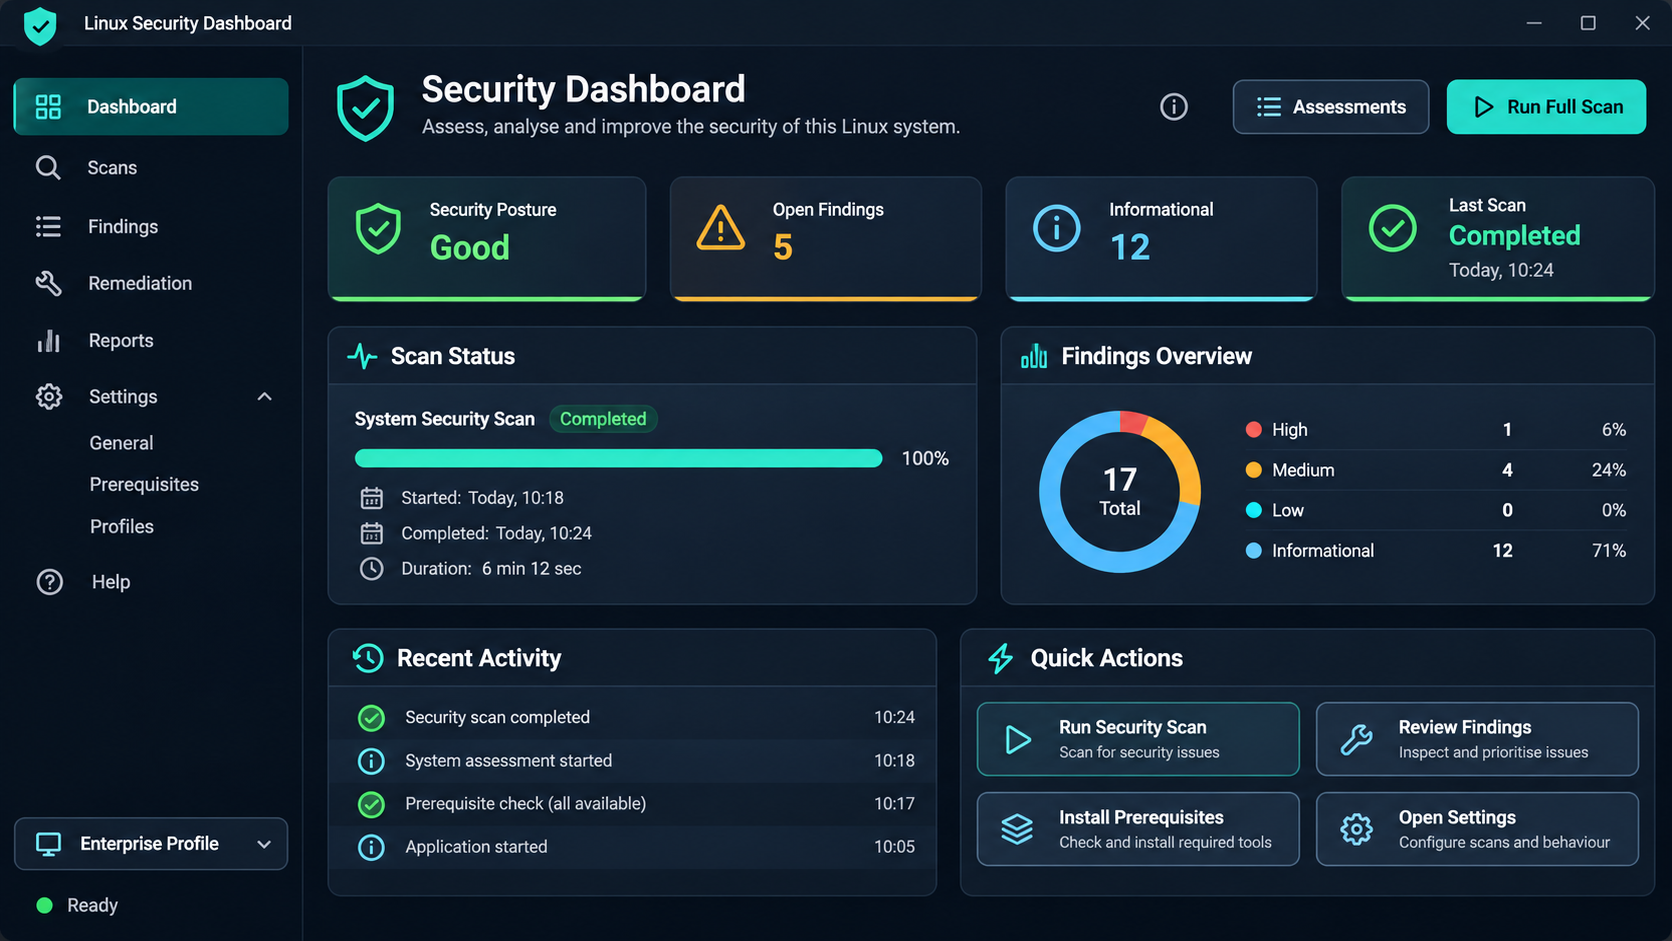 Linux Security Dashboard
Dashboard
Scans
Findings
Remediation
Reports
Settings
General
Prerequisites
Profiles
Help
Enterprise Profile
Ready
Security Dashboard
Assess, analyse and improve the security of this Linux system.
Assessments
Run Full Scan
Security Posture
Good
Open Findings
5
Informational
12
Last Scan
Completed
Today, 10:24
Scan Status
System Security Scan Completed
100%
Started: Today, 10:18
Completed: Today, 10:24
Duration: 6 min 12 sec
Findings Overview
17
Total
High 1 6%
Medium 4 24%
Low 0 0%
Informational 12 71%
Recent Activity
Security scan completed 10:24
System assessment started 10:18
Prerequisite check (all available) 10:17
Application started 10:05
Quick Actions
Run Security Scan
Scan for security issues
Review Findings
Inspect and prioritise issues
Install Prerequisites
Check and install required tools
Open Settings
Configure scans and behaviour